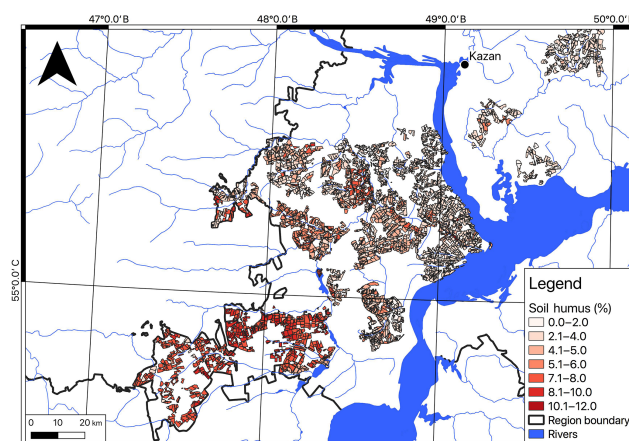 47°0.0' E
48°0.0' E
49°0.0' E
50°0.0' E
Kazan
55°0.0' C
Legend
Soil humus (%)
0.0–2.0
2.1–4.0
4.1–5.0
5.1–6.0
7.1–8.0
8.1–10.0
10.1–12.0
Region boundary
Rivers
0 10 20 km